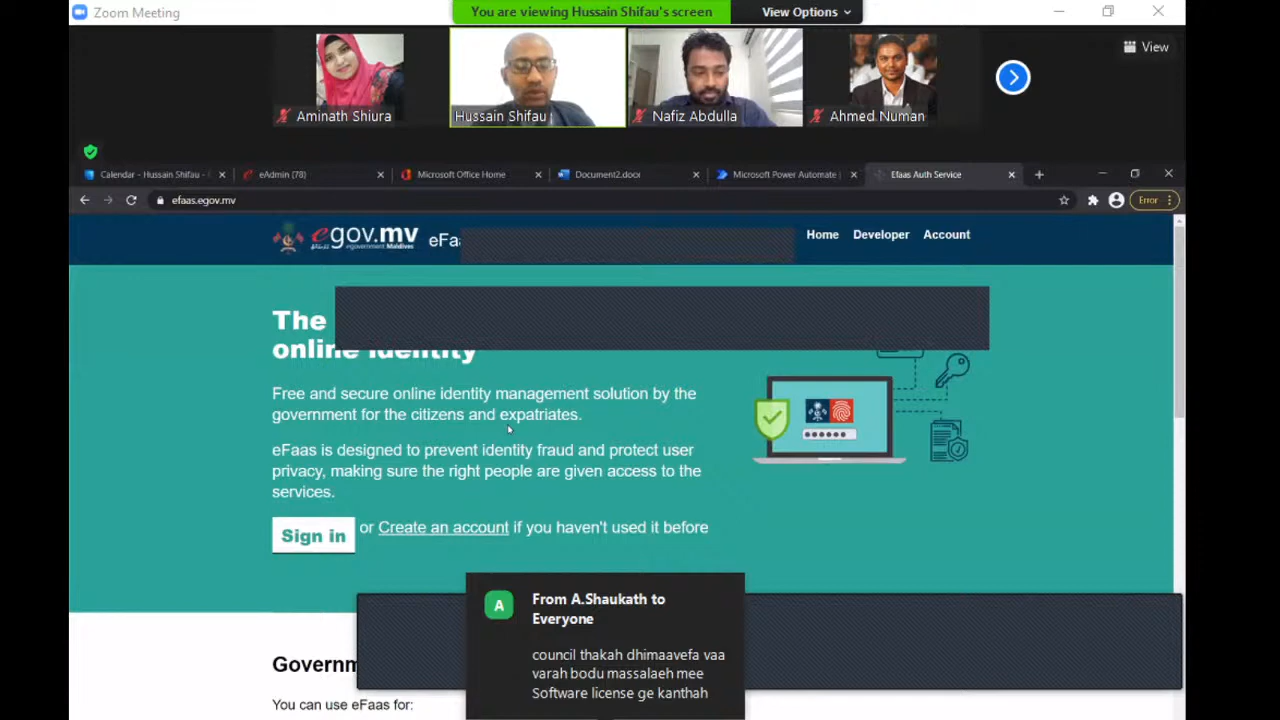 Zoom Meeting
You are viewing Hussain Shifau's screen
View Options
View
Aminath Shiura
Hussain Shifau
Nafiz Abdulla
Ahmed Numan
Calendar - Hussain Shifau -
eAdmin (78)
Microsoft Office Home
Document2.docx
Microsoft Power Automate |
Efaas Auth Service
efaas.egov.mv
Error
egov.mv
egovernment Maldives
Home
Developer
Account
The
online identity
Free and secure online identity management solution by the
government for the citizens and expatriates.
eFaas is designed to prevent identity fraud and protect user
privacy, making sure the right people are given access to the
services.
Sign in or Create an account if you haven't used it before
A
From A.Shaukath to
Everyone
council thakah dhimaavefa vaa
varah bodu massalaeh mee
Software license ge kanthah
You can use eFaas for: